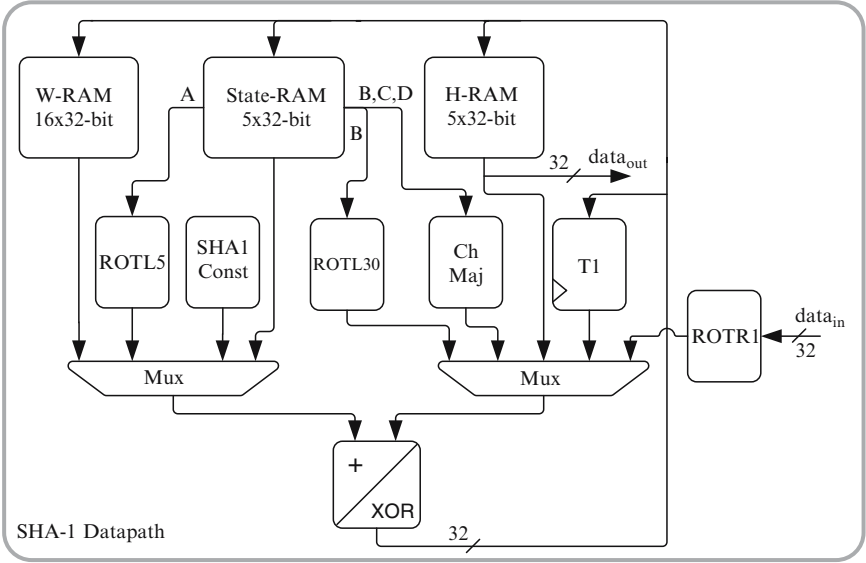 W-RAM
16x32-bit
A
State-RAM
5x32-bit
B,C,D
B
H-RAM
5x32-bit
32
data_out
ROTL5
SHA1
Const
ROTL30
Ch
Maj
T1
ROTR1
data_in
32
Mux
Mux
+
XOR
SHA-1 Datapath
32